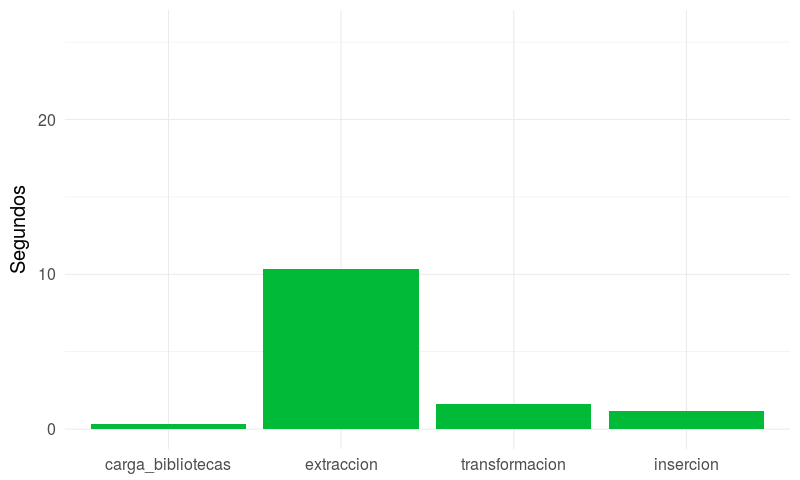 Segundos
20
10
0
carga_bibliotecas
extraccion
transformacion
insercion